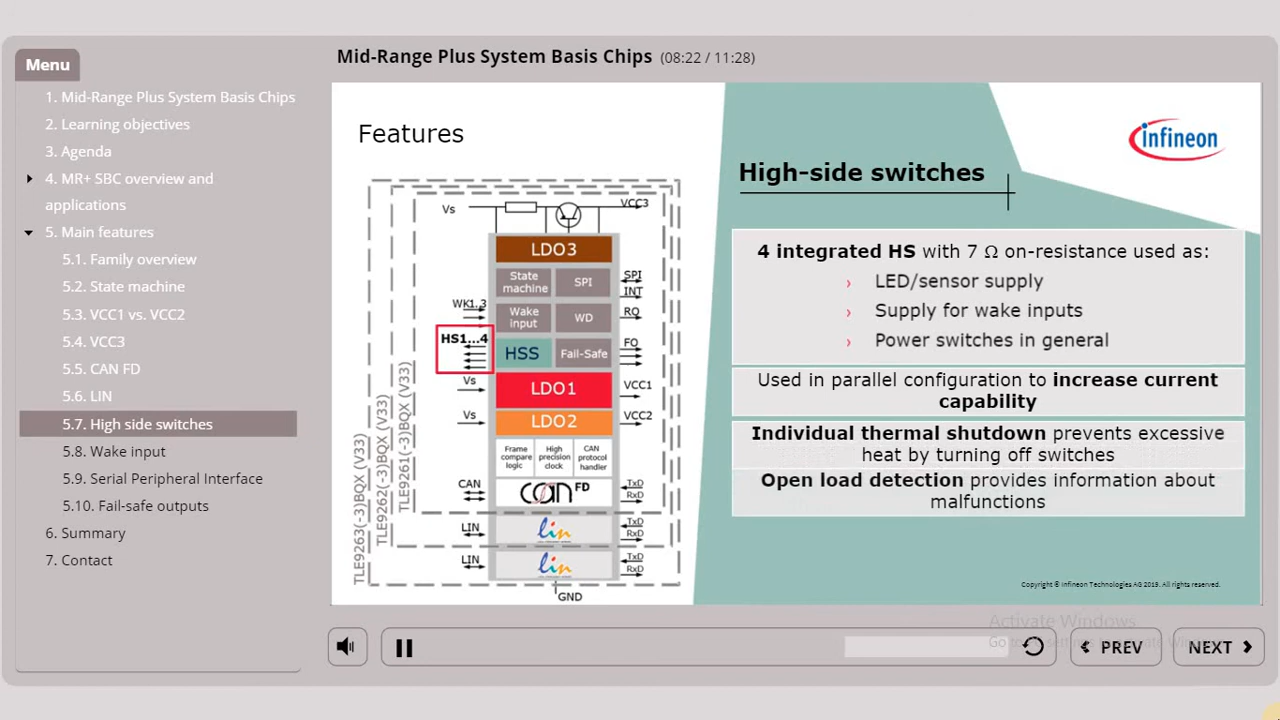 Mid-Range Plus System Basis Chips (08:22 / 11:28)
Menu
1. Mid-Range Plus System Basis Chips
2. Learning objectives
3. Agenda
4. MR+ SBC overview and
applications
5. Main features
5.1. Family overview
5.2. State machine
5.3. VCC1 vs. VCC2
5.4. VCC3
5.5. CAN FD
5.6. LIN
5.7. High side switches
5.8. Wake input
5.9. Serial Peripheral Interface
5.10. Fail-safe outputs
6. Summary
7. Contact
Features
Vs
VCC3
LDO3
State
machine
SPI
SPI
INT
WK1..3
Wake
input
WD
RO
HS1...4
HSS
Fail-Safe
FO
Vs
LDO1
VCC1
Vs
LDO2
VCC2
Frame
compare
logic
High
precision
clock
CAN
protocol
handler
CAN
CAN FD
TxD
RxD
LIN
lin
TxD
RxD
LIN
lin
TxD
RxD
GND
TLE9263(-3)BQX (V33)
TLE9262(-3)BQX (V33)
TLE9261(-3)BQX (V33)
infineon
High-side switches
4 integrated HS with 7 Ω on-resistance used as:
› LED/sensor supply
› Supply for wake inputs
› Power switches in general
Used in parallel configuration to increase current
capability
Individual thermal shutdown prevents excessive
heat by turning off switches
Open load detection provides information about
malfunctions
Copyright © Infineon Technologies AG 2019. All rights reserved.
Activate Windows
PREV
NEXT